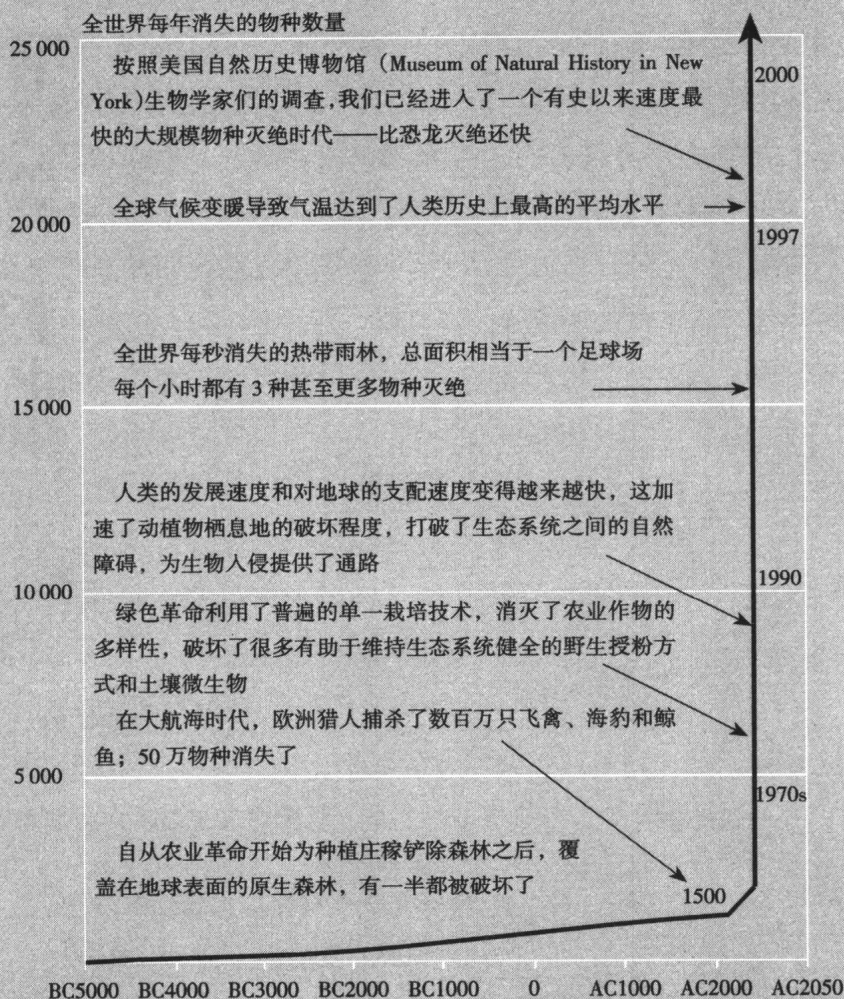 全世界每年消失的物种数量
25 000
按照美国自然历史博物馆（Museum of Natural History in New
York)生物学家们的调查,我们已经进入了一个有史以来速度最
快的大规模物种灭绝时代——比恐龙灭绝还快
2000
全球气候变暖导致气温达到了人类历史上最高的平均水平
20 000
1997
全世界每秒消失的热带雨林，总面积相当于一个足球场
每个小时都有 3 种甚至更多物种灭绝
15 000
人类的发展速度和对地球的支配速度变得越来越快，这加
速了动植物栖息地的破坏程度，打破了生态系统之间的自然
障碍，为生物入侵提供了通路
1990
10 000
绿色革命利用了普遍的单一栽培技术，消灭了农业作物的
多样性，破坏了很多有助于维持生态系统健全的野生授粉方
式和土壤微生物
在大航海时代，欧洲猎人捕杀了数百万只飞禽、海豹和鲸
鱼；50 万物种消失了
5 000
1970s
自从农业革命开始为种植庄稼铲除森林之后，覆
盖在地球表面的原生森林，有一半都被破坏了
1500
BC5000 BC4000 BC3000 BC2000 BC1000 0 AC1000 AC2000 AC2050